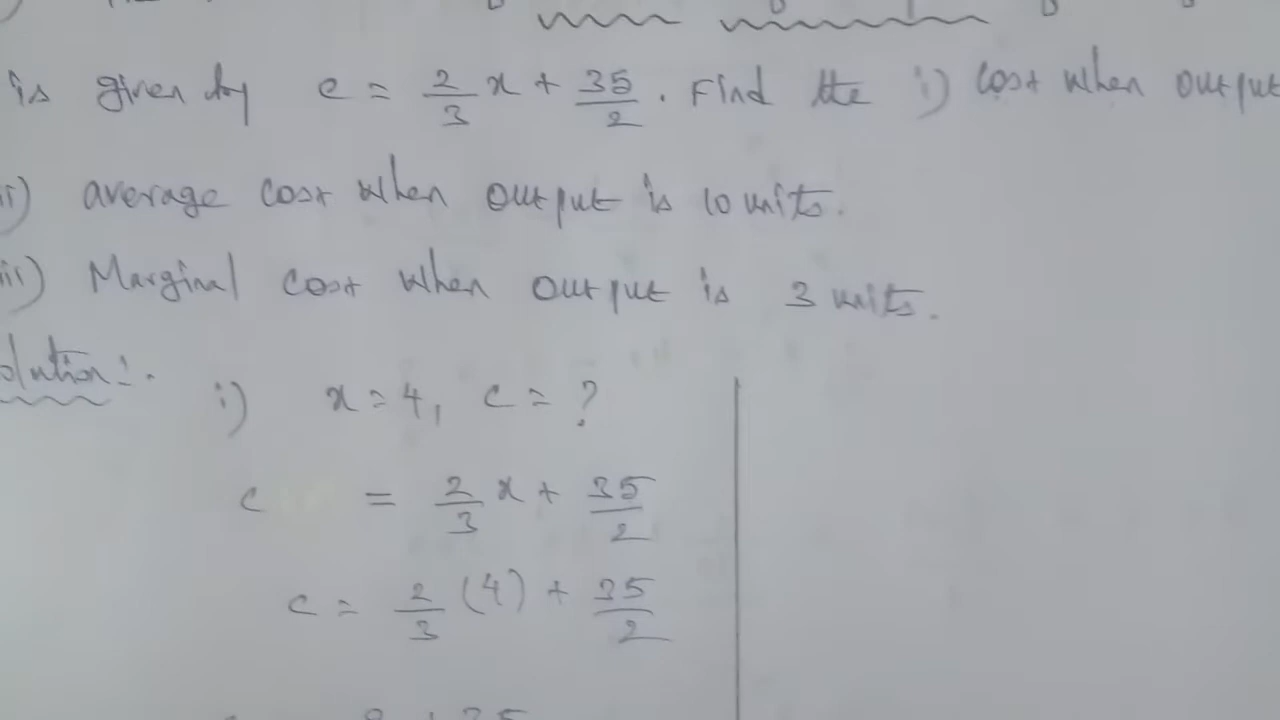 is given by c = 2/3 x + 35/2 . Find the i) cost when output
ii) average cost when output is 10 units.
iii) Marginal cost when output is 3 units.
olution:-
i) x = 4, c = ?
c = 2/3 x + 35/2
c = 2/3 (4) + 35/2